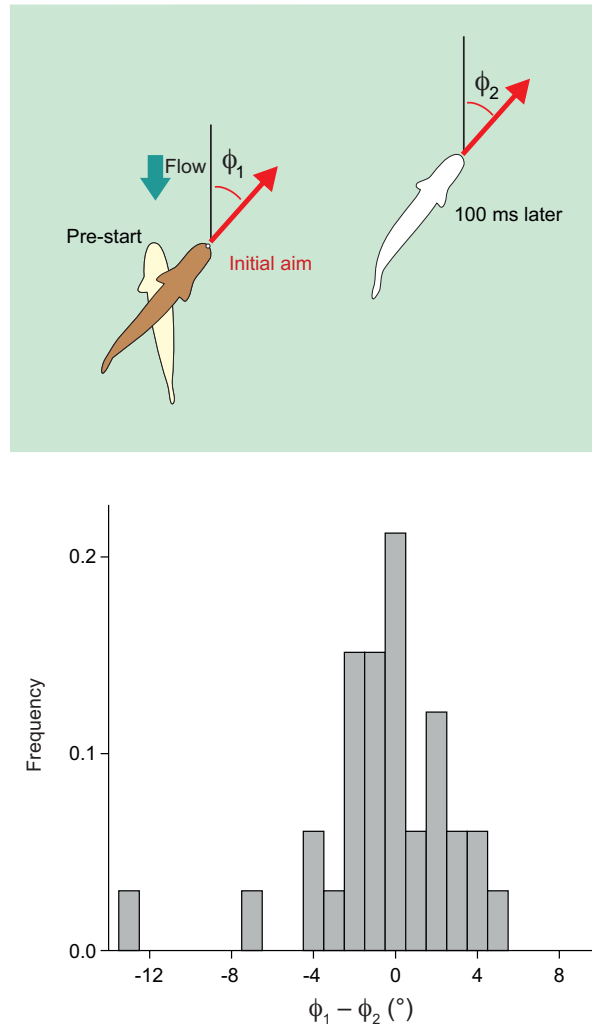 ϕ2
Flow
ϕ1
Pre-start
100 ms later
Initial aim
0.2
0.1
0.0
Frequency
-12 -8 -4 0 4 8
ϕ1 – ϕ2 (°)